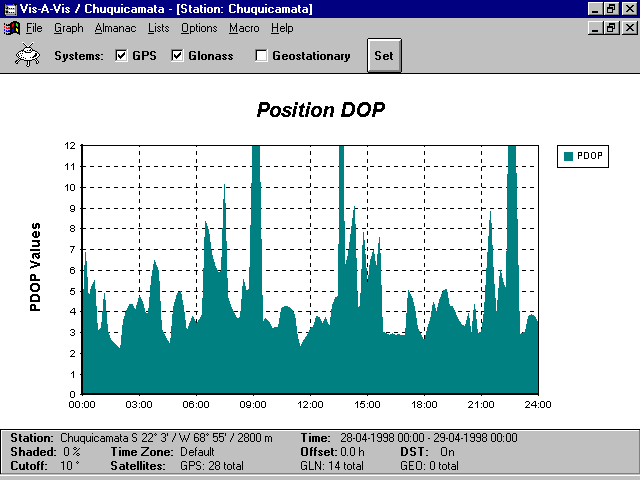 Vis-A-Vis / Chuquicamata - [Station: Chuquicamata]
File Graph Almanac Lists Options Macro Help
Systems: GPS Glonass Geostationary Set
Position DOP
PDOP
PDOP Values
12
11
10
9
8
7
6
5
4
3
2
1
0
00:00 03:00 06:00 09:00 12:00 15:00 18:00 21:00 24:00
Station: Chuquicamata S 22° 3' / W 68° 55' / 2800 m Time: 28-04-1998 00:00 - 29-04-1998 00:00
Shaded: 0 % Time Zone: Default Offset: 0.0 h DST: On
Cutoff: 10 ° Satellites: GPS: 28 total GLN: 14 total GEO: 0 total